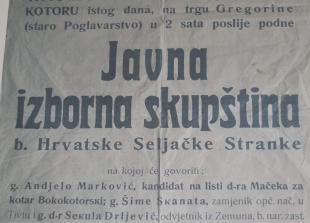 KOTORU istog dana, na trgu Gregorine
(staro Poglavarstvo) u 2 sata poslije podne
Javna
izborna skupština
b. Hrvatske Seljačke Stranke
na kojoj će govoriti:
g. Andjelo Marković, kandidat na listi d-ra Mačeka za
kotar Bokokotorski, g. Šime Skanata, zamjenik opć. nač. u
Tivtu i g. d-r Sekula Drljević, odvjetnik iz Zemuna, b. nar. zast.